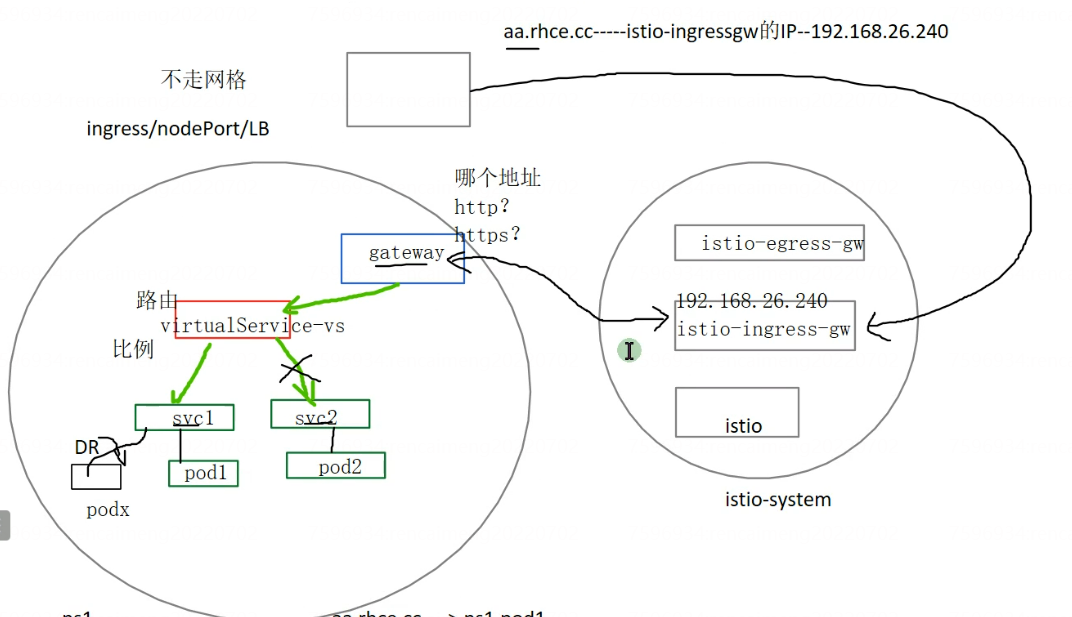 aa.rhce.cc-----istio-ingressgw的IP--192.168.26.240
不走网格
ingress/nodePort/LB
哪个地址
http?
https?
gateway
istio-egress-gw
路由
192.168.26.240
virtualService-vs
istio-ingress-gw
比例
svc1
svc2
istio
DR
pod1
pod2
podx
istio-system
ns1
aa.rhce.cc---->ns1.pod1